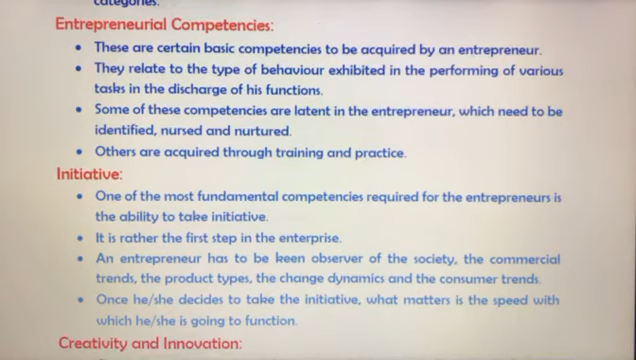 categories.
Entrepreneurial Competencies:
• These are certain basic competencies to be acquired by an entrepreneur.
• They relate to the type of behaviour exhibited in the performing of various
tasks in the discharge of his functions.
• Some of these competencies are latent in the entrepreneur, which need to be
identified, nursed and nurtured.
• Others are acquired through training and practice.
Initiative:
• One of the most fundamental competencies required for the entrepreneurs is
the ability to take initiative.
• It is rather the first step in the enterprise.
• An entrepreneur has to be keen observer of the society, the commercial
trends, the product types, the change dynamics and the consumer trends.
• Once he/she decides to take the initiative, what matters is the speed with
which he/she is going to function.
Creativity and Innovation: